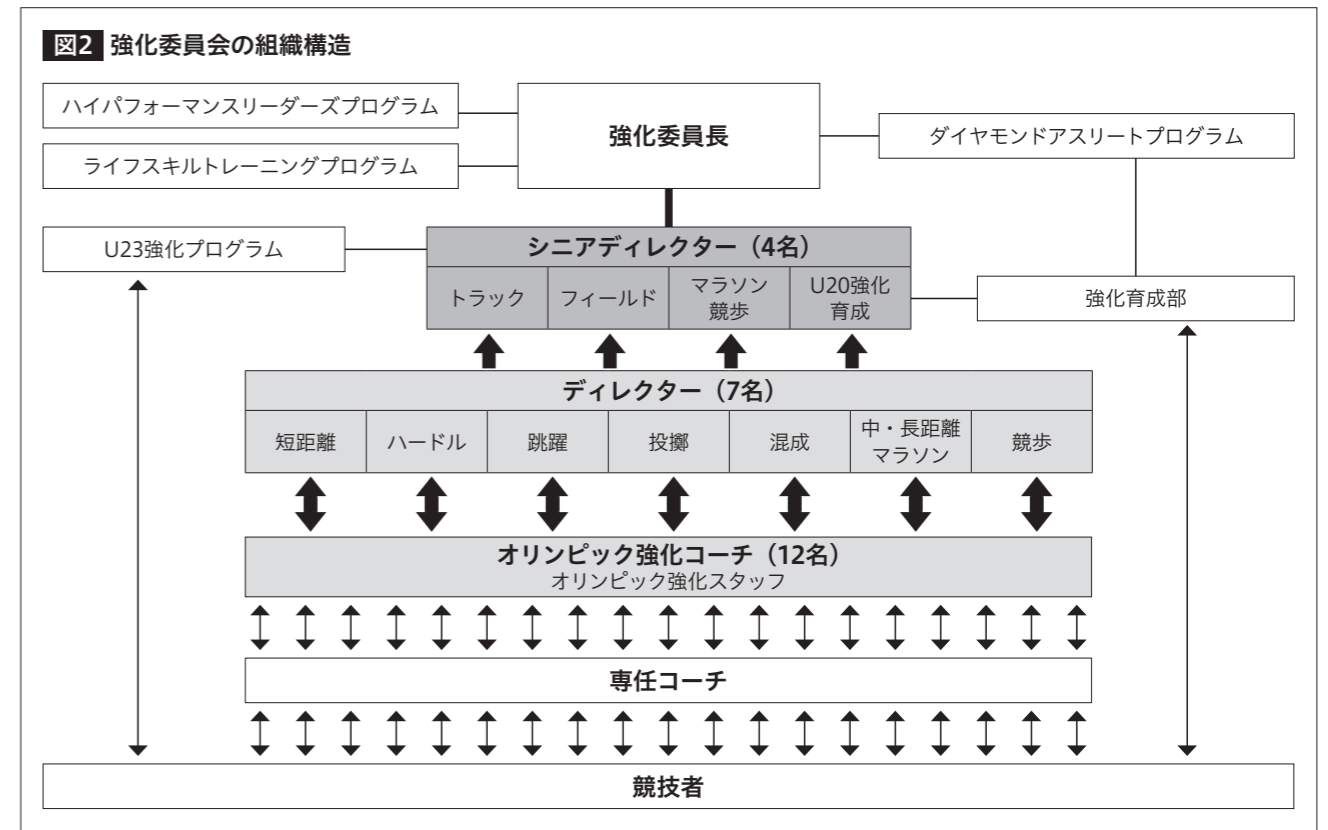 図2 強化委員会の組織構造
ハイパフォーマンスリーダーズプログラム
ライフスキルトレーニングプログラム
強化委員長
ダイヤモンドアスリートプログラム
U23強化プログラム
シニアディレクター（4名）
トラック
フィールド
マラソン
競歩
U20強化
育成
強化育成部
ディレクター（7名）
短距離
ハードル
跳躍
投擲
混成
中・長距離
マラソン
競歩
オリンピック強化コーチ（12名）
オリンピック強化スタッフ
専任コーチ
競技者